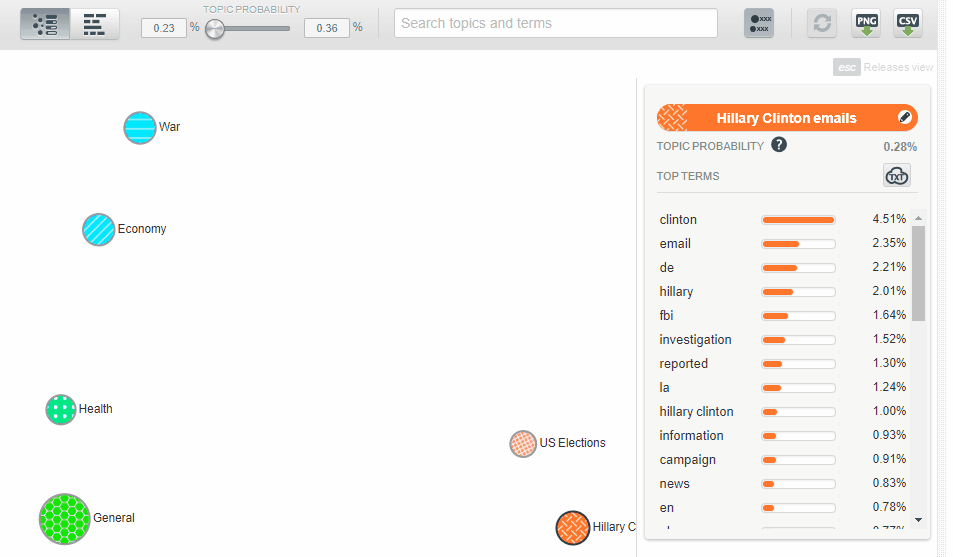 TOPIC PROBABILITY
0.23 %
0.36 %
Search topics and terms
xxx
xxx
PNG
CSV
esc Releases view
War
Economy
Health
US Elections
General
Hillary C
Hillary Clinton emails
TOPIC PROBABILITY ? 0.28%
TOP TERMS TXT
clinton 4.51%
email 2.35%
de 2.21%
hillary 2.01%
fbi 1.64%
investigation 1.52%
reported 1.30%
la 1.24%
hillary clinton 1.00%
information 0.93%
campaign 0.91%
news 0.83%
en 0.78%
0.77%